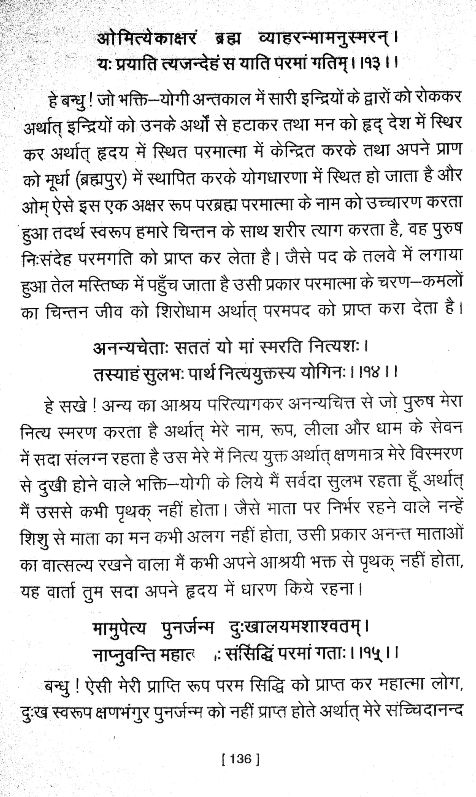 ओमित्येकाक्षरं ब्रह्म व्याहरन्मामनुस्मरन्।
यः प्रयाति त्यजन्देहं स याति परमां गतिम्।।१३।।
हे बन्धु ! जो भक्ति–योगी अन्तकाल में सारी इन्द्रियों के द्वारों को रोककर
अर्थात् इन्द्रियों को उनके अर्थों से हटाकर तथा मन को हृद् देश में स्थिर
कर अर्थात् हृदय में स्थित परमात्मा में केन्द्रित करके तथा अपने प्राण
को मूर्धा (ब्रह्मपुर) में स्थापित करके योगधारणा में स्थित हो जाता है और
ओम् ऐसे इस एक अक्षर रूप परब्रह्म परमात्मा के नाम को उच्चारण करता
हुआ तदर्थ स्वरूप हमारे चिन्तन के साथ शरीर त्याग करता है, वह पुरुष
निःसंदेह परमगति को प्राप्त कर लेता है। जैसे पद के तलवे में लगाया
हुआ तेल मस्तिष्क में पहुँच जाता है उसी प्रकार परमात्मा के चरण–कमलों
का चिन्तन जीव को शिरोधाम अर्थात् परमपद को प्राप्त करा देता है।
अनन्यचेताः सततं यो मां स्मरति नित्यशः।
तस्याहं सुलभः पार्थ नित्ययुक्तस्य योगिनः।।१४।।
हे सखे ! अन्य का आश्रय परित्यागकर अनन्यचित्त से जो पुरुष मेरा
नित्य स्मरण करता है अर्थात् मेरे नाम, रूप, लीला और धाम के सेवन
में सदा संलग्न रहता है उस मेरे में नित्य युक्त अर्थात् क्षणमात्र मेरे विस्मरण
से दुखी होने वाले भक्ति–योगी के लिये मैं सर्वदा सुलभ रहता हूँ अर्थात्
मैं उससे कभी पृथक् नहीं होता। जैसे माता पर निर्भर रहने वाले नन्हें
शिशु से माता का मन कभी अलग नहीं होता, उसी प्रकार अनन्त माताओं
का वात्सल्य रखने वाला मैं कभी अपने आश्रयी भक्त से पृथक् नहीं होता,
यह वार्ता तुम सदा अपने हृदय में धारण किये रहना।
मामुपेत्य पुनर्जन्म दुःखालयमशाश्वतम्।
नाप्नुवन्ति संसिद्धिं परमां गताः।।१५्।।
बन्धु ! ऐसी मेरी प्राप्ति रूप परम सिद्धि को प्राप्त कर महात्मा लोग,
दुःख स्वरूप क्षणभंगुर पुनर्जन्म को नहीं प्राप्त होते अर्थात् मेरे संच्चिदानन्द
[ 136 ]